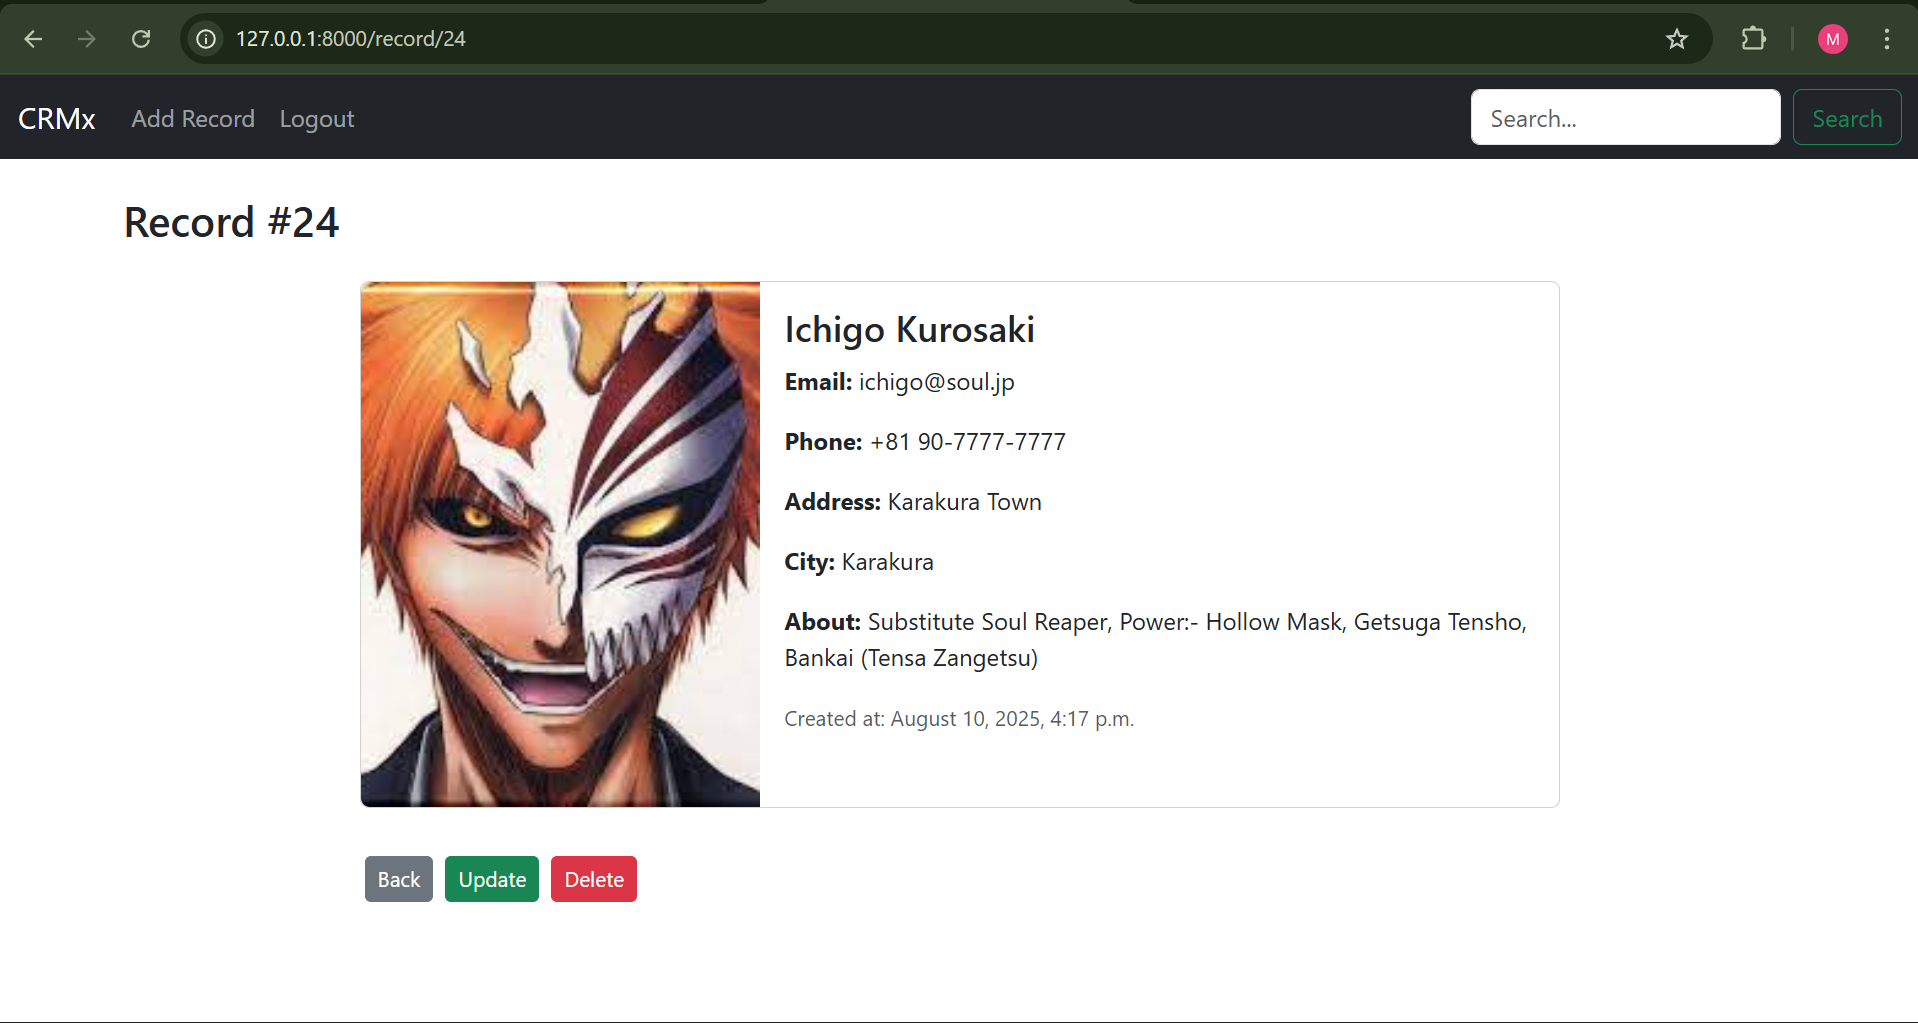 127.0.0.1:8000/record/24
M
CRMx Add Record Logout Search... Search
Record #24
Ichigo Kurosaki
Email: ichigo@soul.jp
Phone: +81 90-7777-7777
Address: Karakura Town
City: Karakura
About: Substitute Soul Reaper, Power:- Hollow Mask, Getsuga Tensho,
Bankai (Tensa Zangetsu)
Created at: August 10, 2025, 4:17 p.m.
Back Update Delete